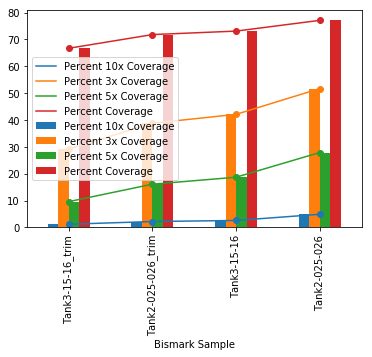 80
70
60
50
40
30
20
10
0
Percent 10x Coverage
Percent 3x Coverage
Percent 5x Coverage
Percent Coverage
Percent 10x Coverage
Percent 3x Coverage
Percent 5x Coverage
Percent Coverage
Tank3-15-16_trim
Tank2-025-026_trim
Tank3-15-16
Tank2-025-026
Bismark Sample